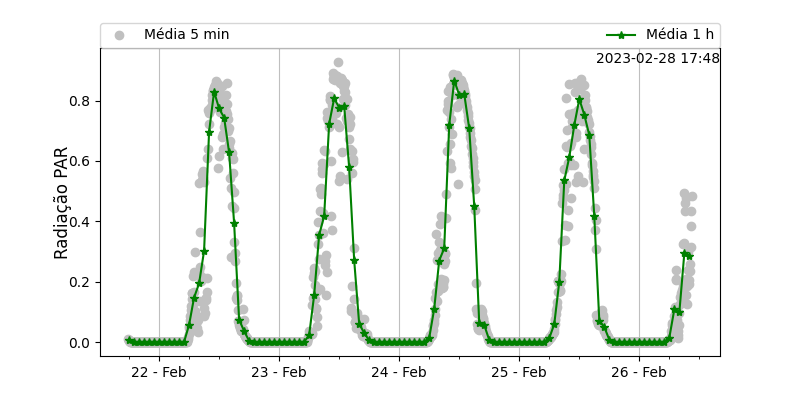 Média 5 min
Média 1 h
2023-02-28 17:48
Radiação PAR
0.8
0.6
0.4
0.2
0.0
22 - Feb
23 - Feb
24 - Feb
25 - Feb
26 - Feb